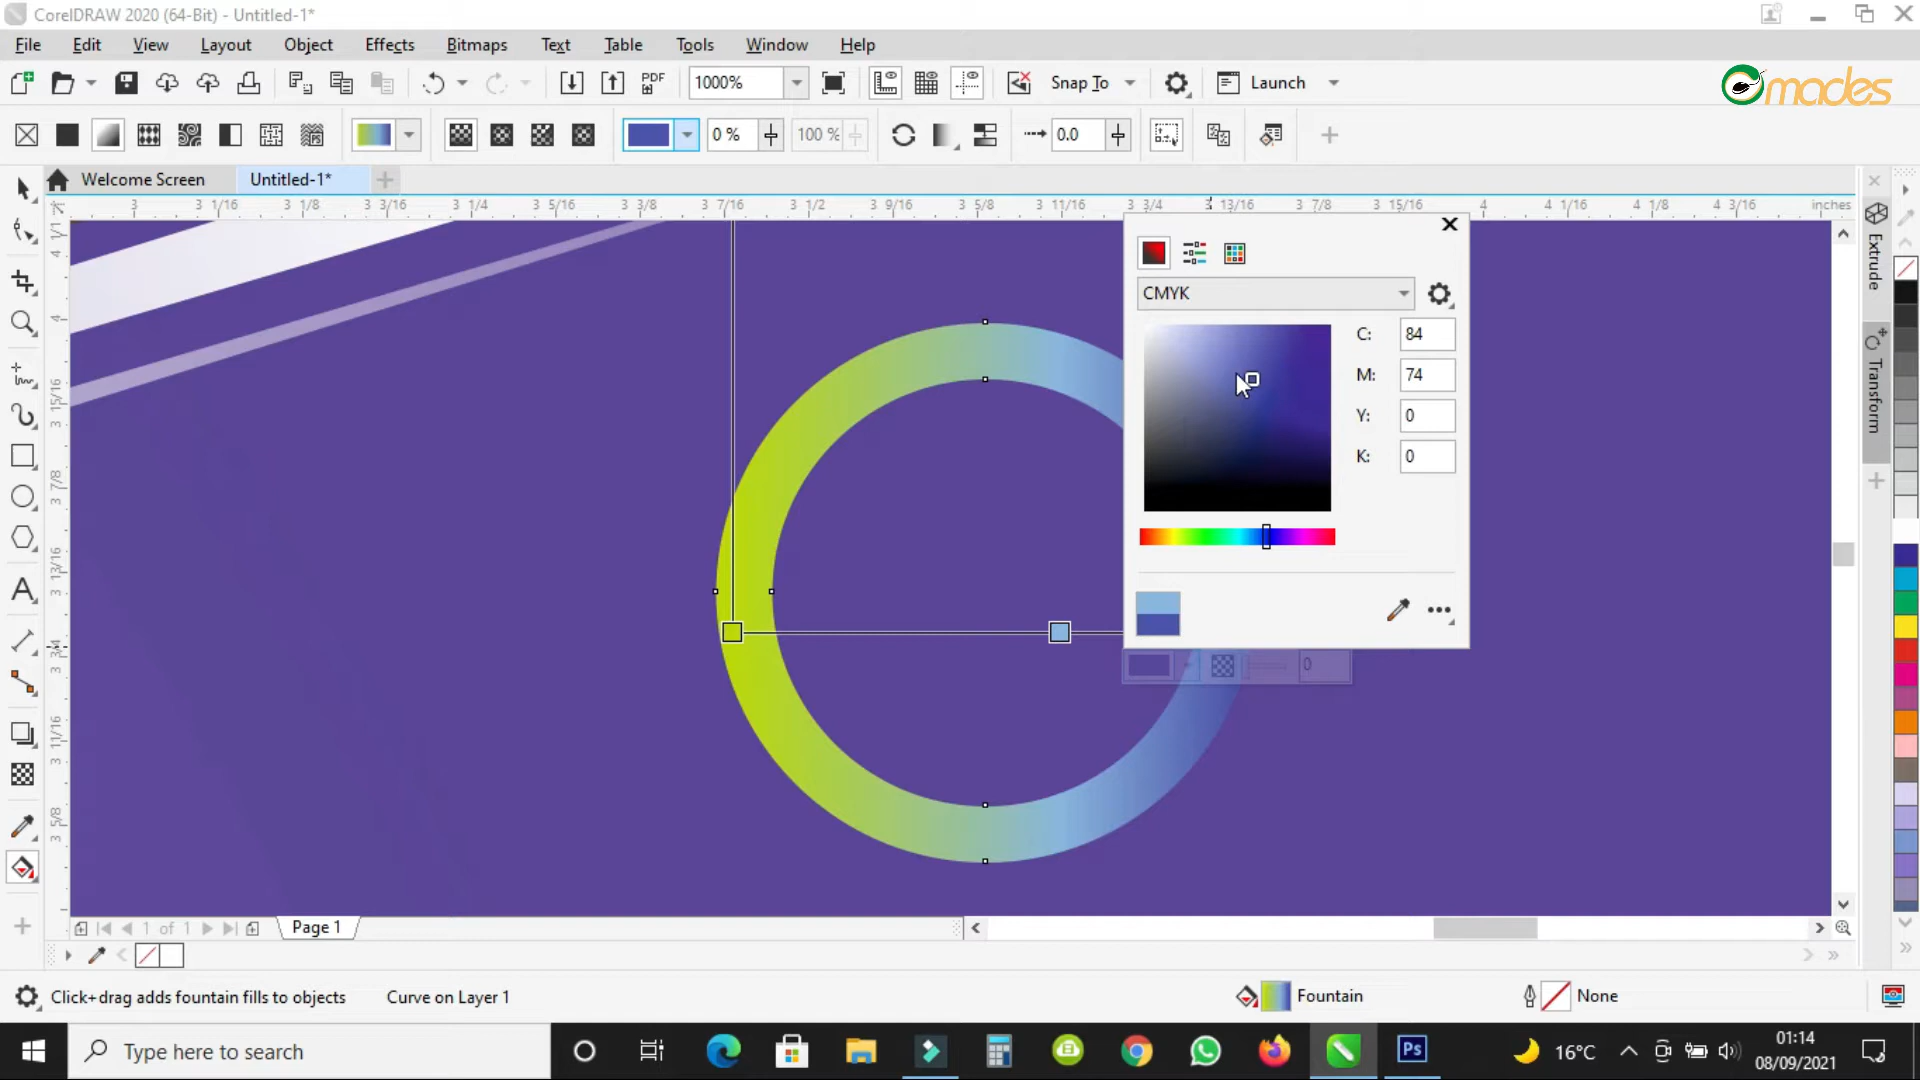 CorelDRAW 2020 (64-Bit) - Untitled-1*
File Edit View Layout Object Effects Bitmaps Text Table Tools Window Help
PDF 1000% Snap To Launch
mades
0 % 100 % 0.0
Welcome Screen Untitled-1*
3 3 1/16 3 1/8 3 3/16 3 1/4 3 5/16 3 3/8 3 7/16 3 1/2 3 9/16 3 5/8 3 11/16 3 3/4 3 13/16 3 7/8 3 15/16 4 4 1/16 4 1/8 4 3/16 inches
Extrude
Transform
CMYK
C: 84
M: 74
Y: 0
K: 0
0
1 of 1 Page 1
Click+drag adds fountain fills to objects Curve on Layer 1 Fountain None
Type here to search
Ps
16°C
01:14
08/09/2021